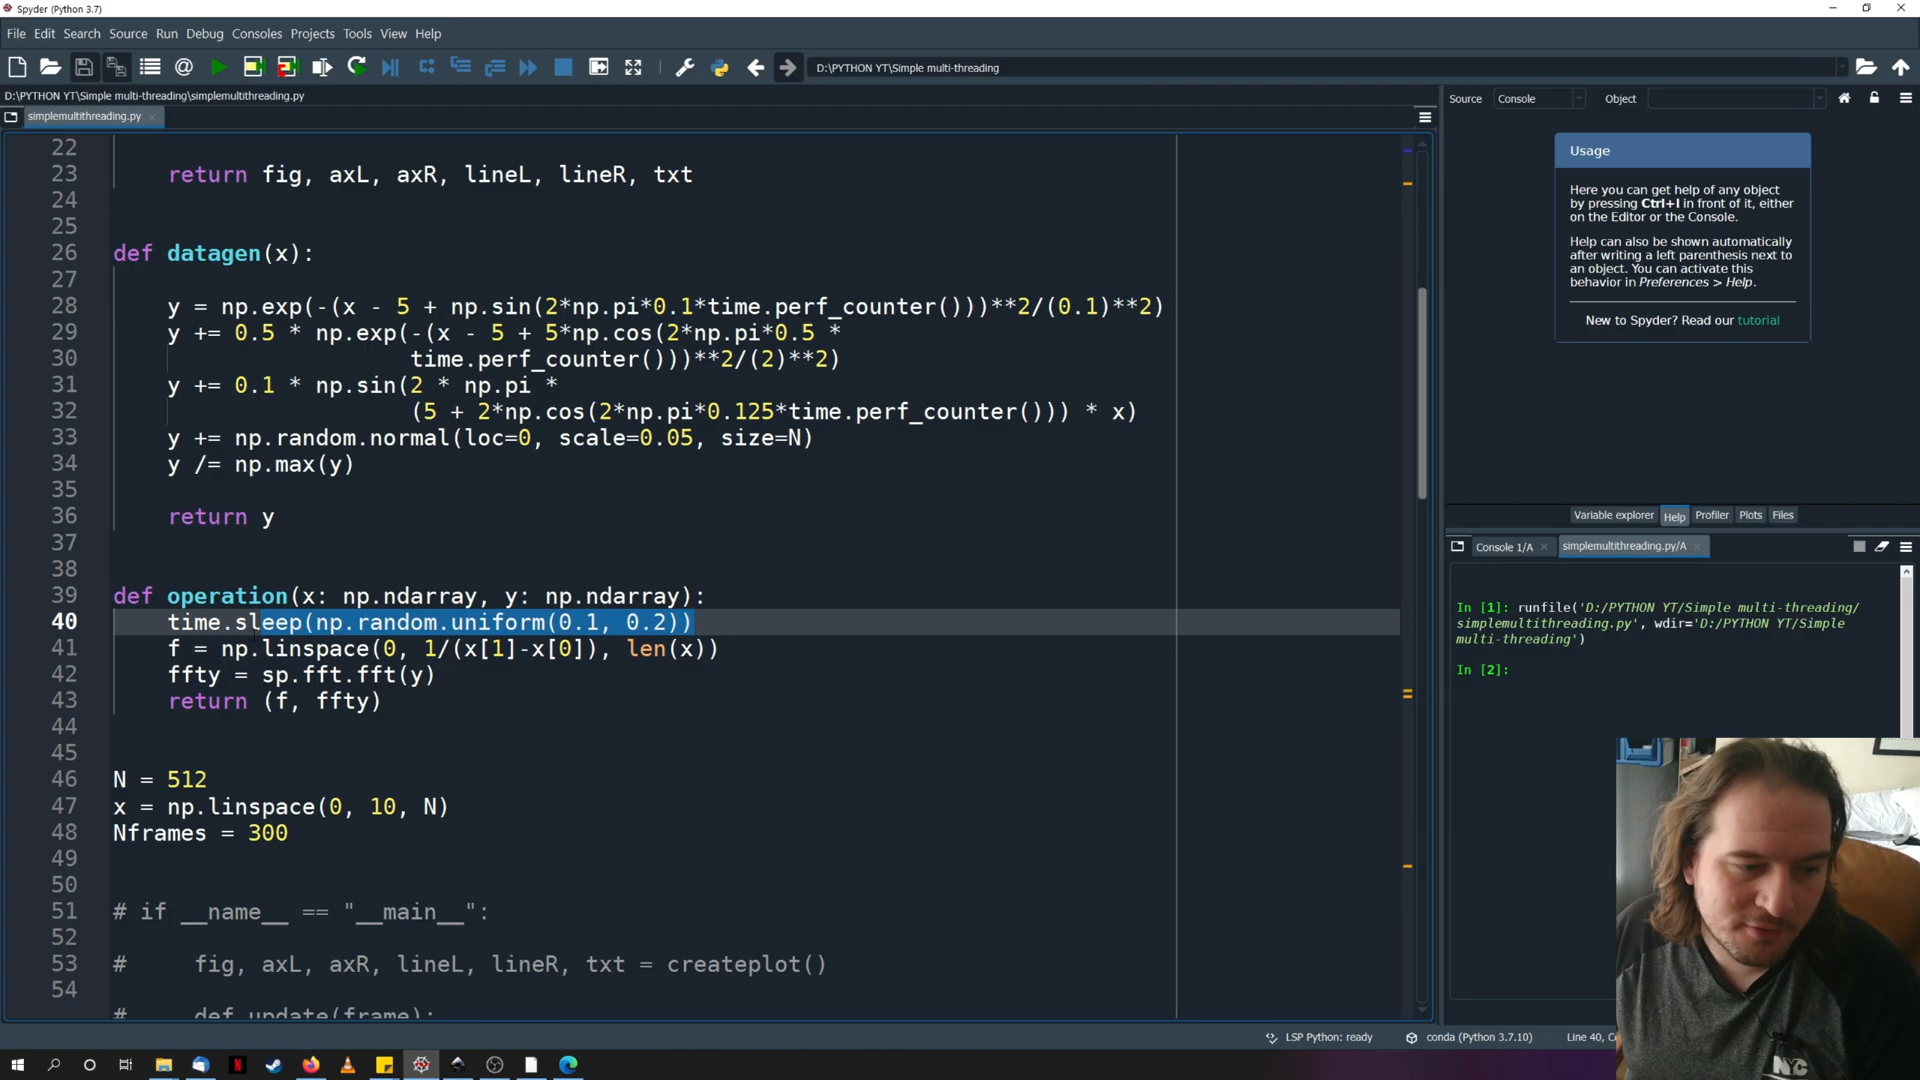 Spyder (Python 3.7)
File Edit Search Source Run Debug Consoles Projects Tools View Help
D:\PYTHON YT\Simple multi-threading
D:\PYTHON YT\Simple multi-threading\simplemultithreading.py
Source Console Object
simplemultithreading.py
22
23 return fig, axL, axR, lineL, lineR, txt
24
25
26 def datagen(x):
27
28 y = np.exp(-(x - 5 + np.sin(2*np.pi*0.1*time.perf_counter()))**2/(0.1)**2)
29 y += 0.5 * np.exp(-(x - 5 + 5*np.cos(2*np.pi*0.5 *
30 time.perf_counter()))**2/(2)**2)
31 y += 0.1 * np.sin(2 * np.pi *
32 (5 + 2*np.cos(2*np.pi*0.125*time.perf_counter())) * x)
33 y += np.random.normal(loc=0, scale=0.05, size=N)
34 y /= np.max(y)
35
36 return y
37
38
39 def operation(x: np.ndarray, y: np.ndarray):
40 time.sleep(np.random.uniform(0.1, 0.2))
41 f = np.linspace(0, 1/(x[1]-x[0]), len(x))
42 ffty = sp.fft.fft(y)
43 return (f, ffty)
44
45
46 N = 512
47 x = np.linspace(0, 10, N)
48 Nframes = 300
49
50
51 # if __name__ == "__main__":
52
53 # fig, axL, axR, lineL, lineR, txt = createplot()
54
# def update(frame):
Usage
Here you can get help of any object
by pressing Ctrl+I in front of it, either
on the Editor or the Console.
Help can also be shown automatically
after writing a left parenthesis next to
an object. You can activate this
behavior in Preferences > Help.
New to Spyder? Read our tutorial
Variable explorer Help Profiler Plots Files
Console 1/A simplemultithreading.py/A
In [1]: runfile('D:/PYTHON YT/Simple multi-threading/
simplemultithreading.py', wdir='D:/PYTHON YT/Simple
multi-threading')
In [2]:
LSP Python: ready conda (Python 3.7.10) Line 40, Co
NYC